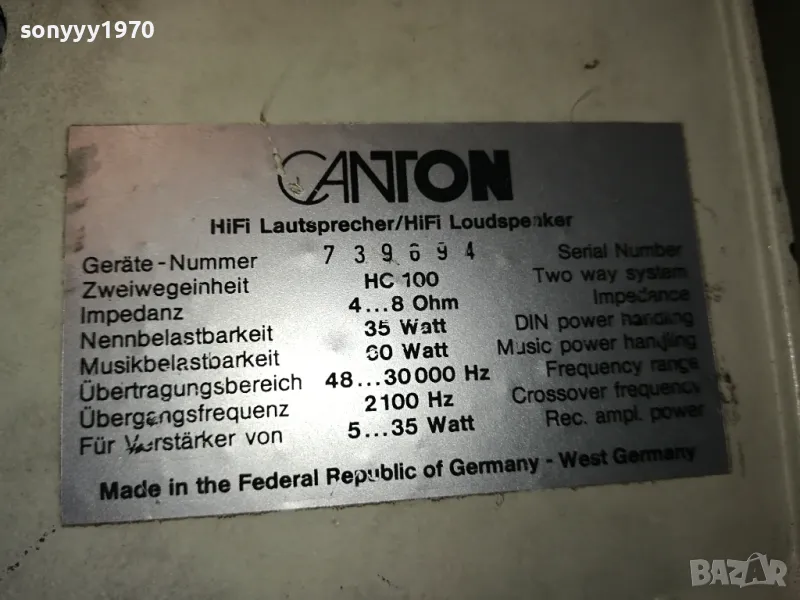 sonyyy1970
CANTON
HiFi Lautsprecher/HiFi Loudspeaker
Geräte-Nummer 739694 Serial Number
Zweiwegeinheit HC 100 Two way system
Impedanz 4...8 Ohm Impedance
Nennbelastbarkeit 35 Watt DIN power handling
Musikbelastbarkeit 60 Watt Music power handling
Übertragungsbereich 48...30000 Hz Frequency range
Übergangsfrequenz 2100 Hz Crossover frequency
Für Verstärker von 5...35 Watt Rec. ampl. power
Made in the Federal Republic of Germany - West Germany
BAZAR